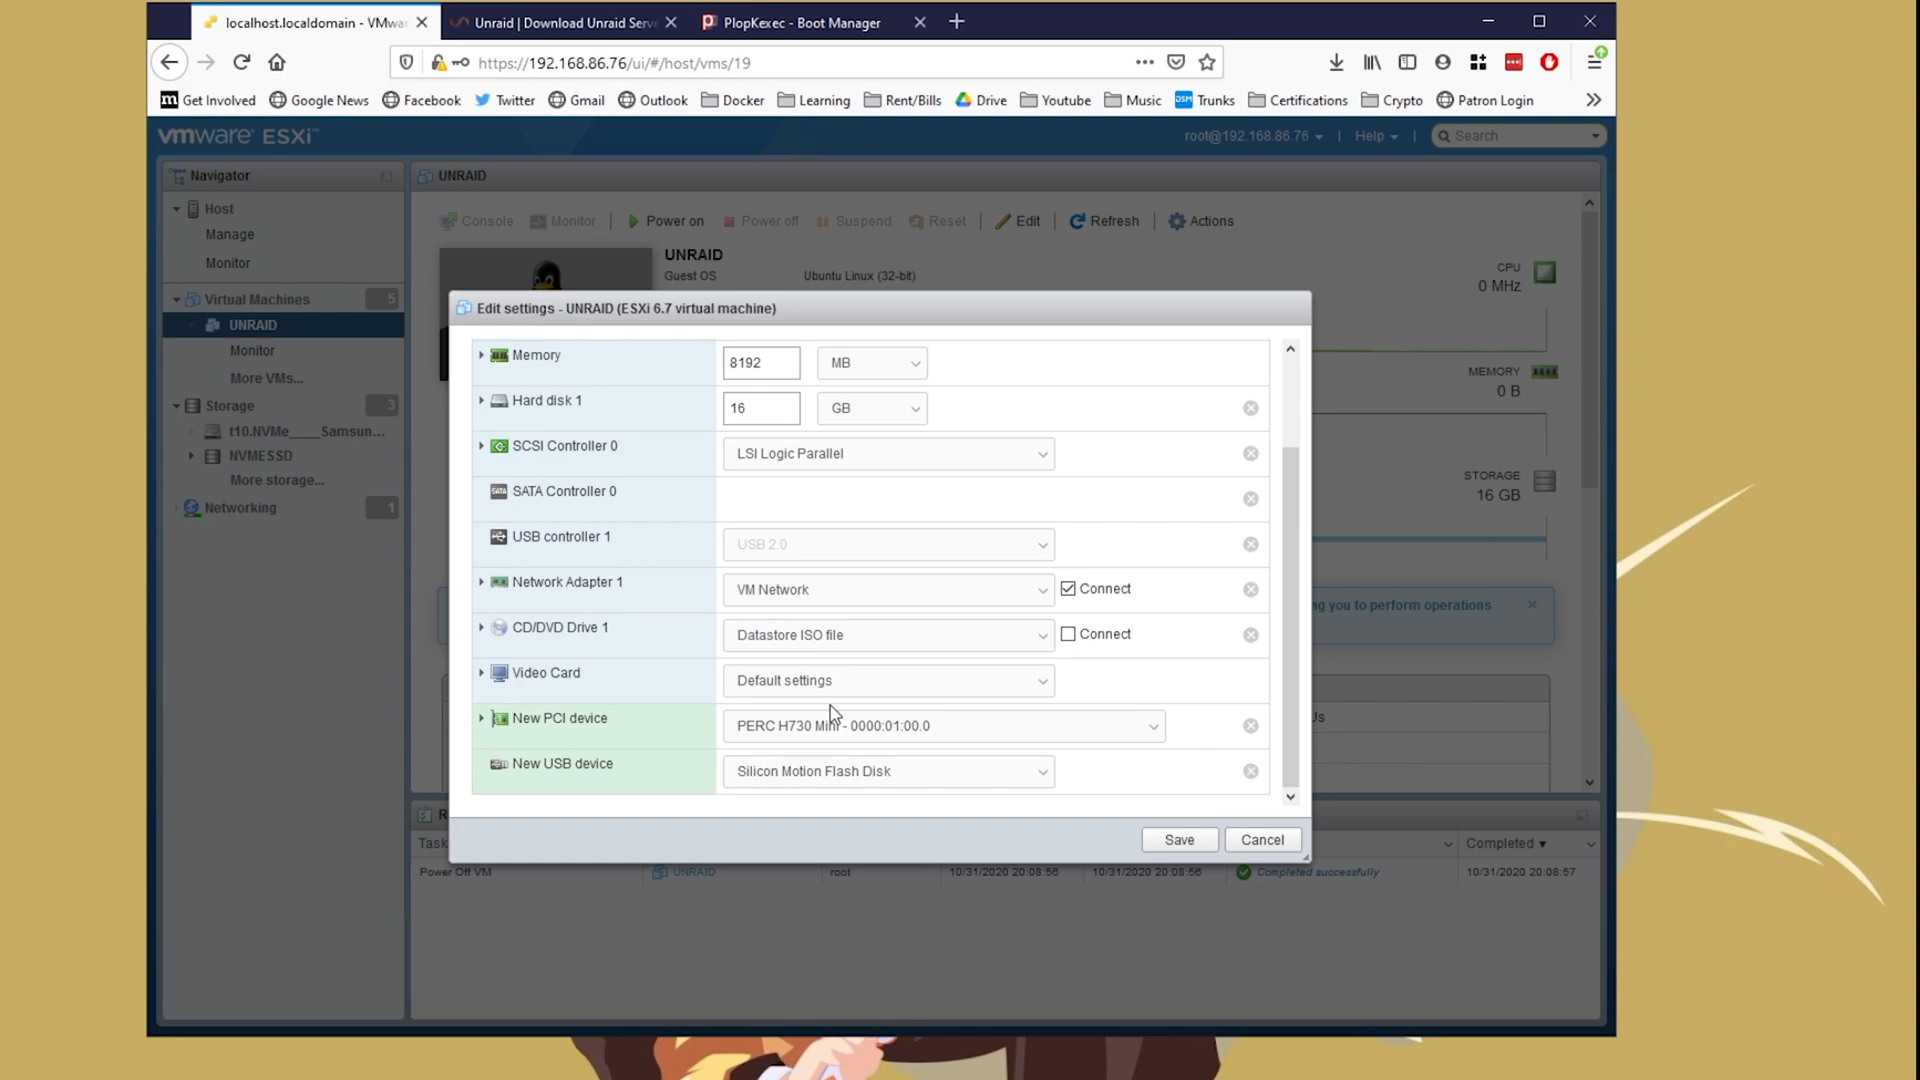 localhost.localdomain - VMwar
Unraid | Download Unraid Serve
PlopKexec - Boot Manager
https://192.168.86.76/ui/#/host/vms/19
Get Involved
Google News
Facebook
Twitter
Gmail
Outlook
Docker
Learning
Rent/Bills
Drive
Youtube
Music
DSM
Trunks
Certifications
Crypto
Patron Login
vmware ESXi
root@192.168.86.76
Help
Search
Navigator
UNRAID
Host
Manage
Monitor
Virtual Machines
5
UNRAID
Monitor
More VMs...
Storage
3
t10.NVMe____Samsun...
NVMESSD
More storage...
Networking
1
Console
Monitor
Power on
Power off
Suspend
Reset
Edit
Refresh
Actions
UNRAID
Guest OS
Ubuntu Linux (32-bit)
CPU
0 MHz
MEMORY
0 B
STORAGE
16 GB
ng you to perform operations
Edit settings - UNRAID (ESXi 6.7 virtual machine)
Memory
8192
MB
Hard disk 1
16
GB
SCSI Controller 0
LSI Logic Parallel
SATA Controller 0
USB controller 1
USB 2.0
Network Adapter 1
VM Network
Connect
CD/DVD Drive 1
Datastore ISO file
Connect
Video Card
Default settings
New PCI device
PERC H730 Mini - 0000:01:00.0
New USB device
Silicon Motion Flash Disk
Save
Cancel
Task
Completed
Power Off VM
UNRAID
root
10/31/2020 20:08:56
10/31/2020 20:08:56
Completed successfully
10/31/2020 20:08:57